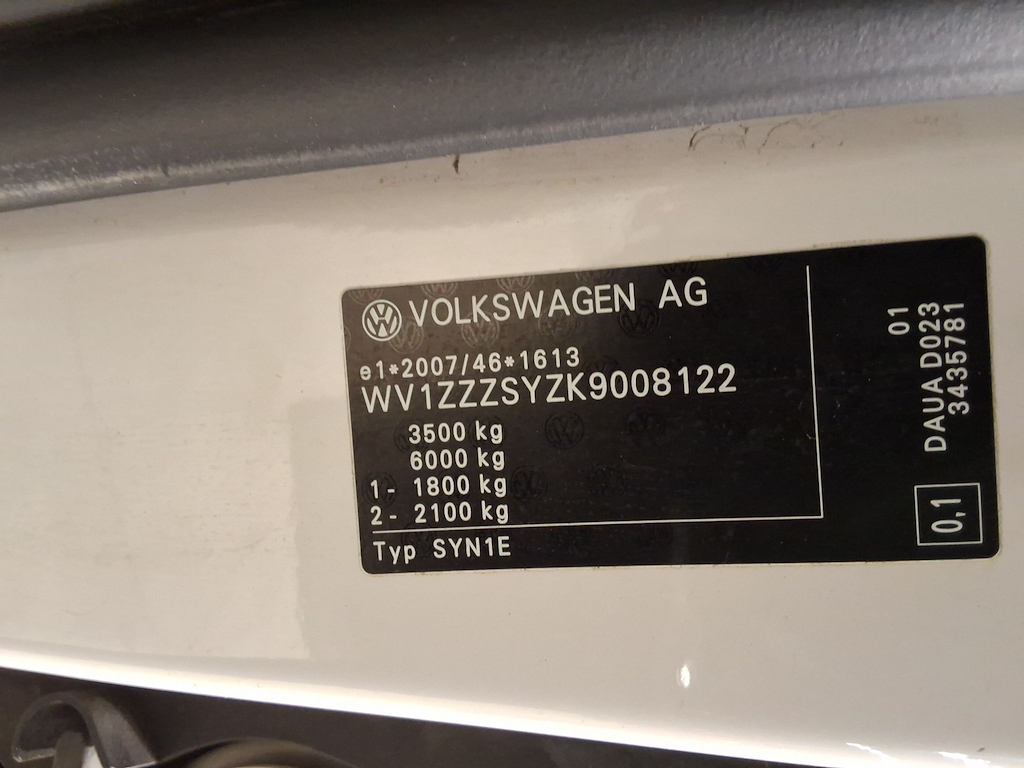 VOLKSWAGEN AG
e1*2007/46*1613
WV1ZZZSYZK9008122
3500 kg
6000 kg
1- 1800 kg
2- 2100 kg
Typ SYN1E
01
DAUA D023
3435781
0,1